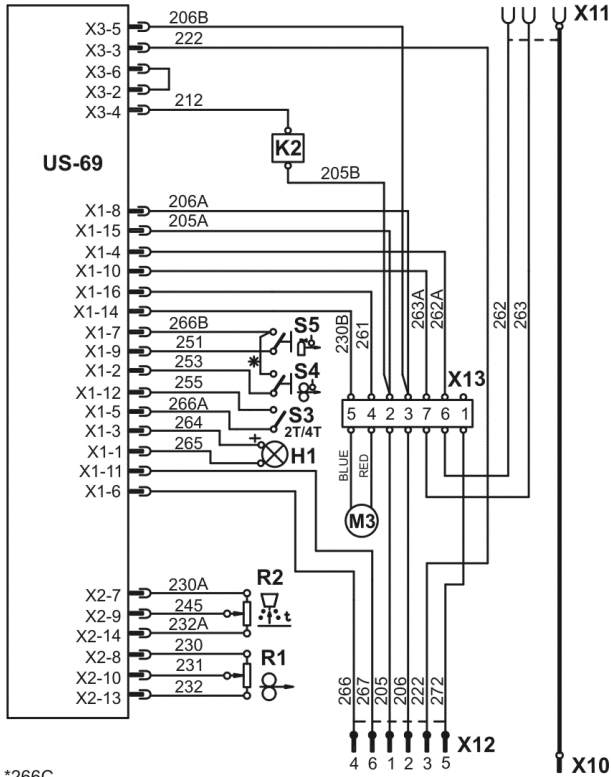 X11
X3-5 206B
X3-3 222
X3-6
X3-2
X3-4 212
K2
US-69
205B
X1-8 206A
X1-15 205A
X1-4
X1-10
X1-16
X1-14
X1-7 266B
X1-9 251
X1-2 253
X1-12 255
X1-5 266A
X1-3 264
X1-1 265
X1-11
X1-6
S5
*
S4
S3
2T/4T
+
H1
230B
261
263A
262A
262
263
X13
5 4 2 3 7 6 1
BLUE
RED
M3
X2-7 230A
X2-9 245
X2-14 232A
X2-8 230
X2-10 231
X2-13 232
R2
t
R1
266
267
205
206
222
272
X12
4 6 1 2 3 5
X10
*266C